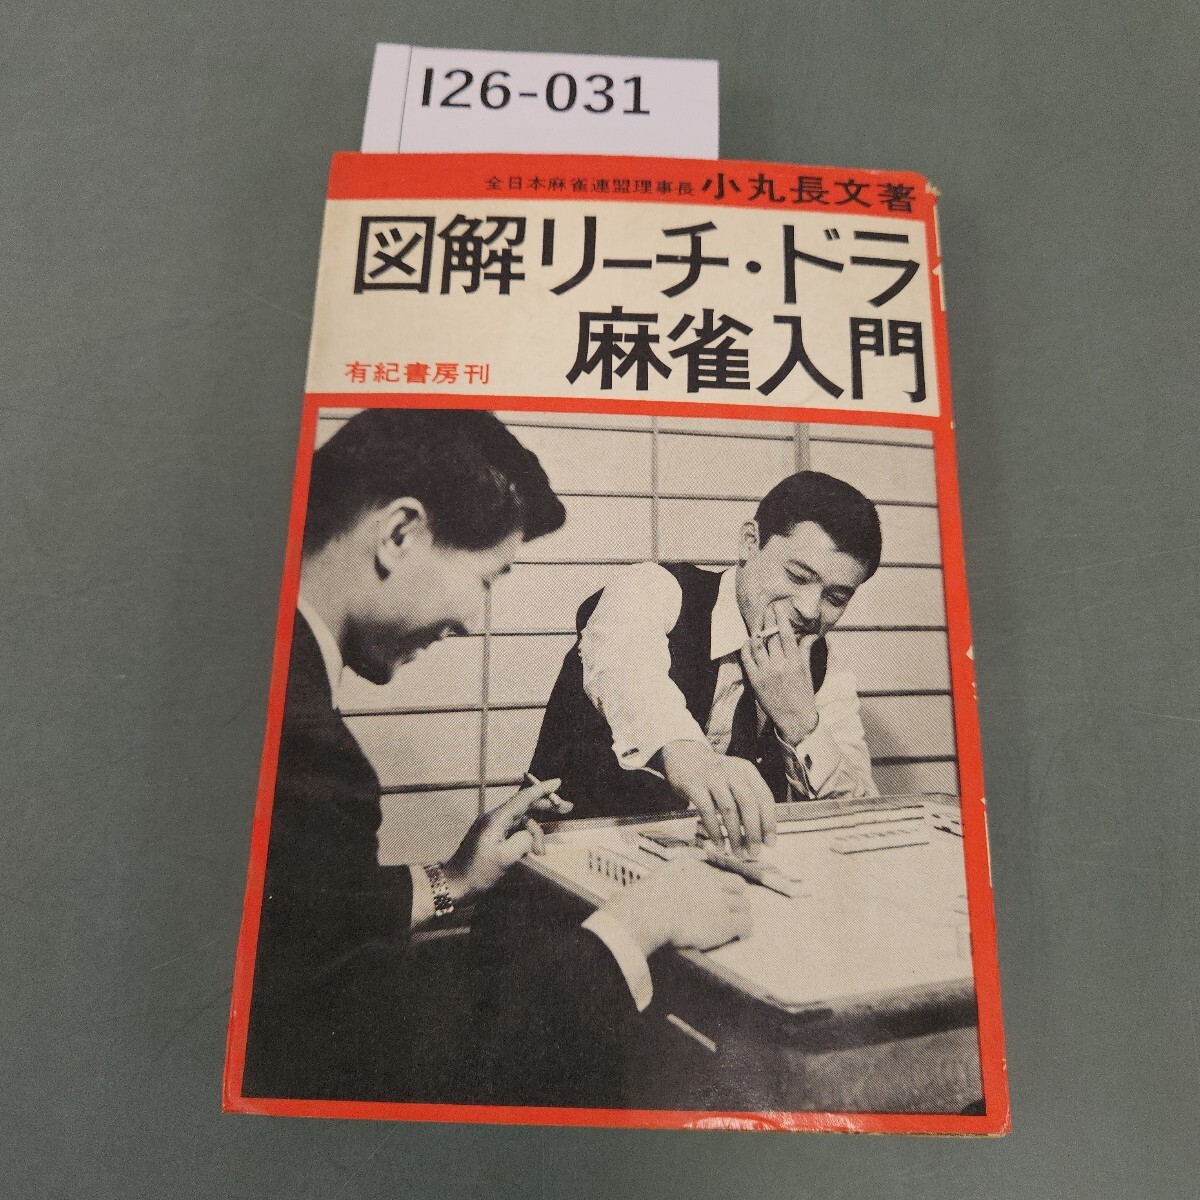 I26-031
全日本麻雀連盟理事長 小丸長文著
図解リーチ・ドラ
麻雀入門
有紀書房刊